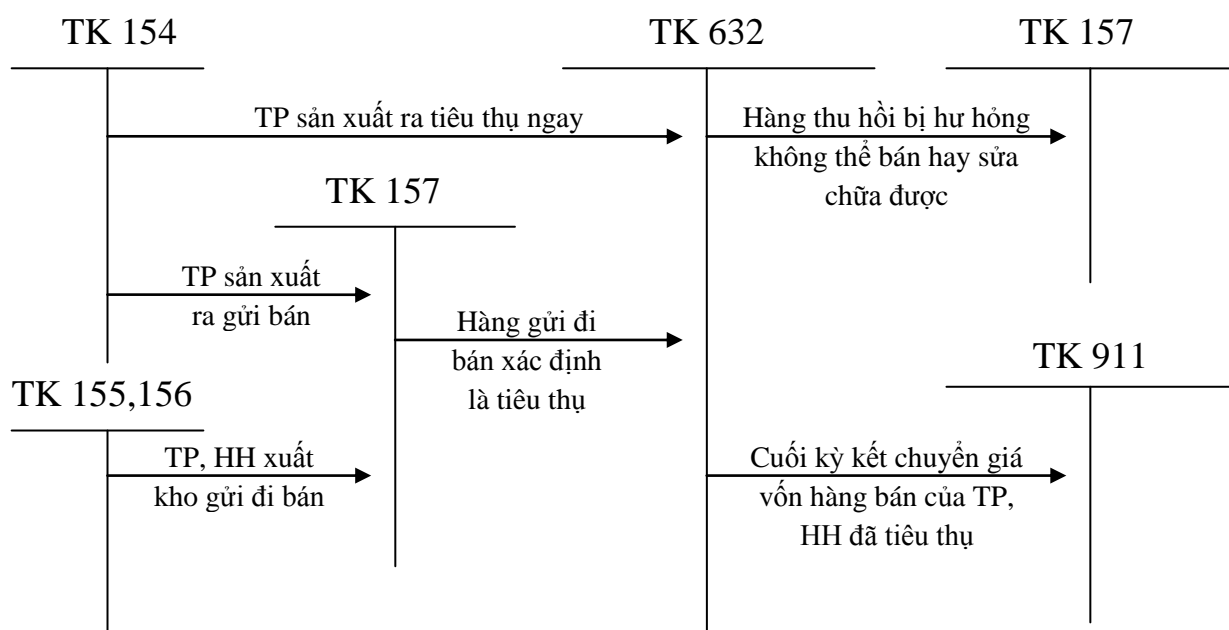 TK 154
TK 632
TK 157
TP sản xuất ra tiêu thụ ngay
Hàng thu hồi bị hư hỏng
không thể bán hay sửa
chữa được
TK 157
TP sản xuất
ra gửi bán
Hàng gửi đi
bán xác định
là tiêu thụ
TK 911
TK 155,156
TP, HH xuất
kho gửi đi bán
Cuối kỳ kết chuyển giá
vốn hàng bán của TP,
HH đã tiêu thụ